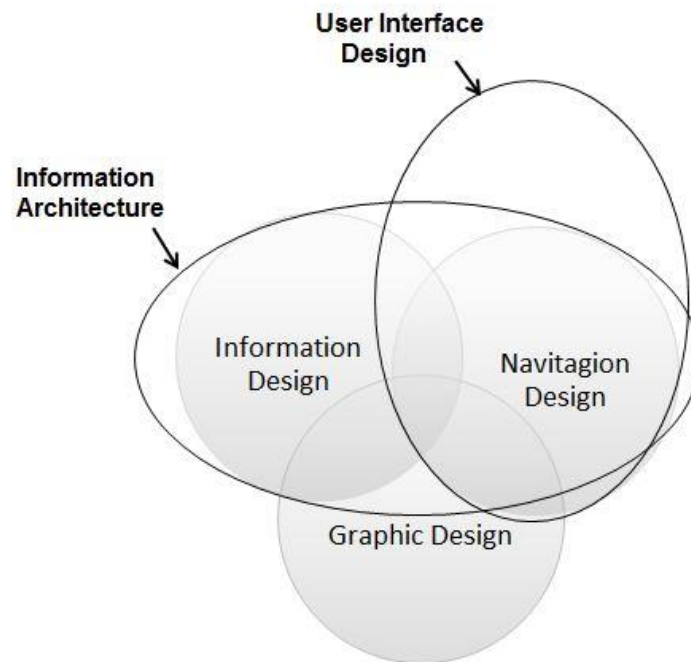 User Interface
Design
Information
Architecture
Information
Design
Navitagion
Design
Graphic Design